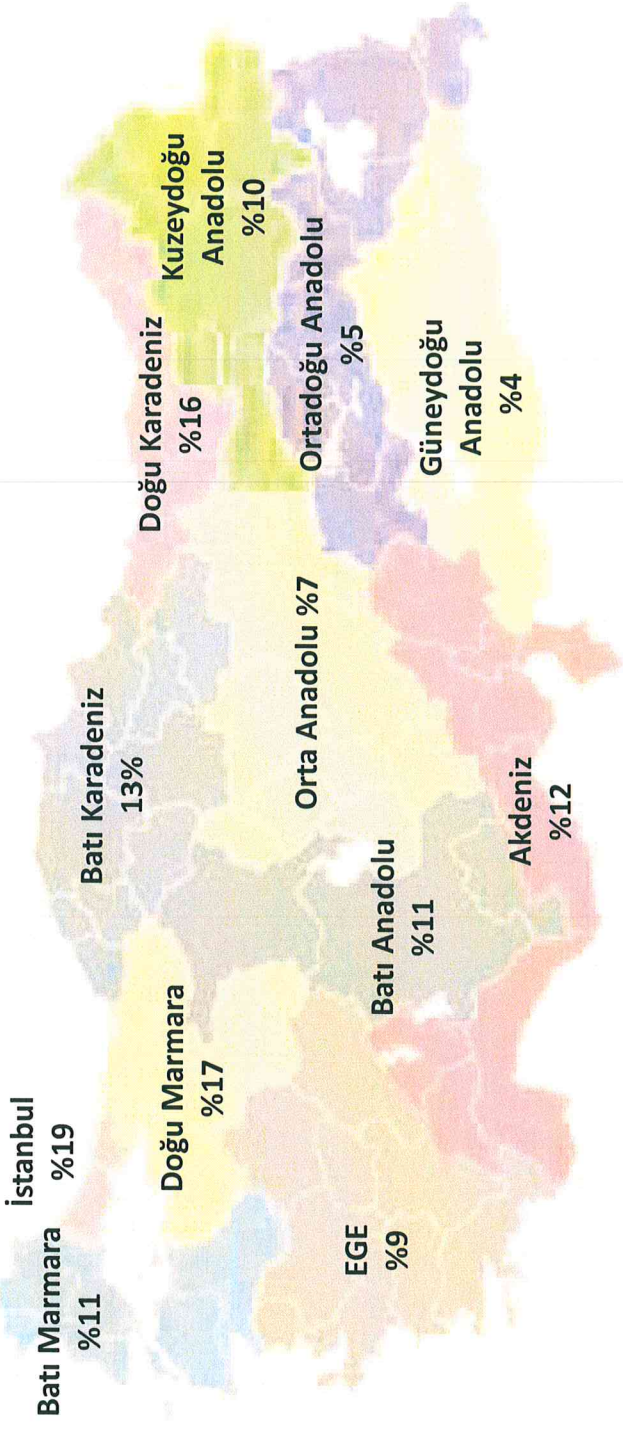 Batı Marmara
%11
İstanbul
%19
Doğu Marmara
%17
Batı Karadeniz
13%
Doğu Karadeniz
%16
Kuzeydoğu
Anadolu
%10
Ortadoğu Anadolu
%5
Güneydoğu
Anadolu
%4
Orta Anadolu %7
Batı Anadolu
%11
EGE
%9
Akdeniz
%12